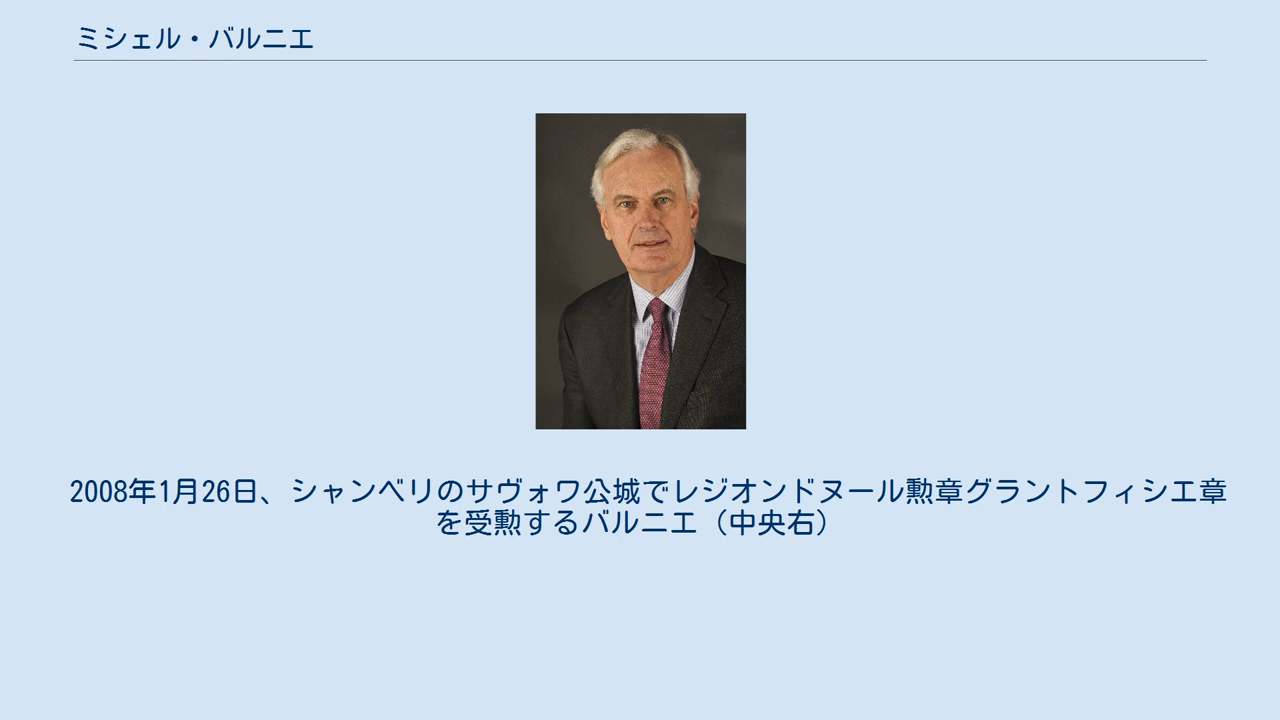 ミシェル・バルニエ
2008年1月26日、シャンベリのサヴォワ公城でレジオンドヌール勲章グラントフィシエ章
を受勲するバルニエ（中央右）